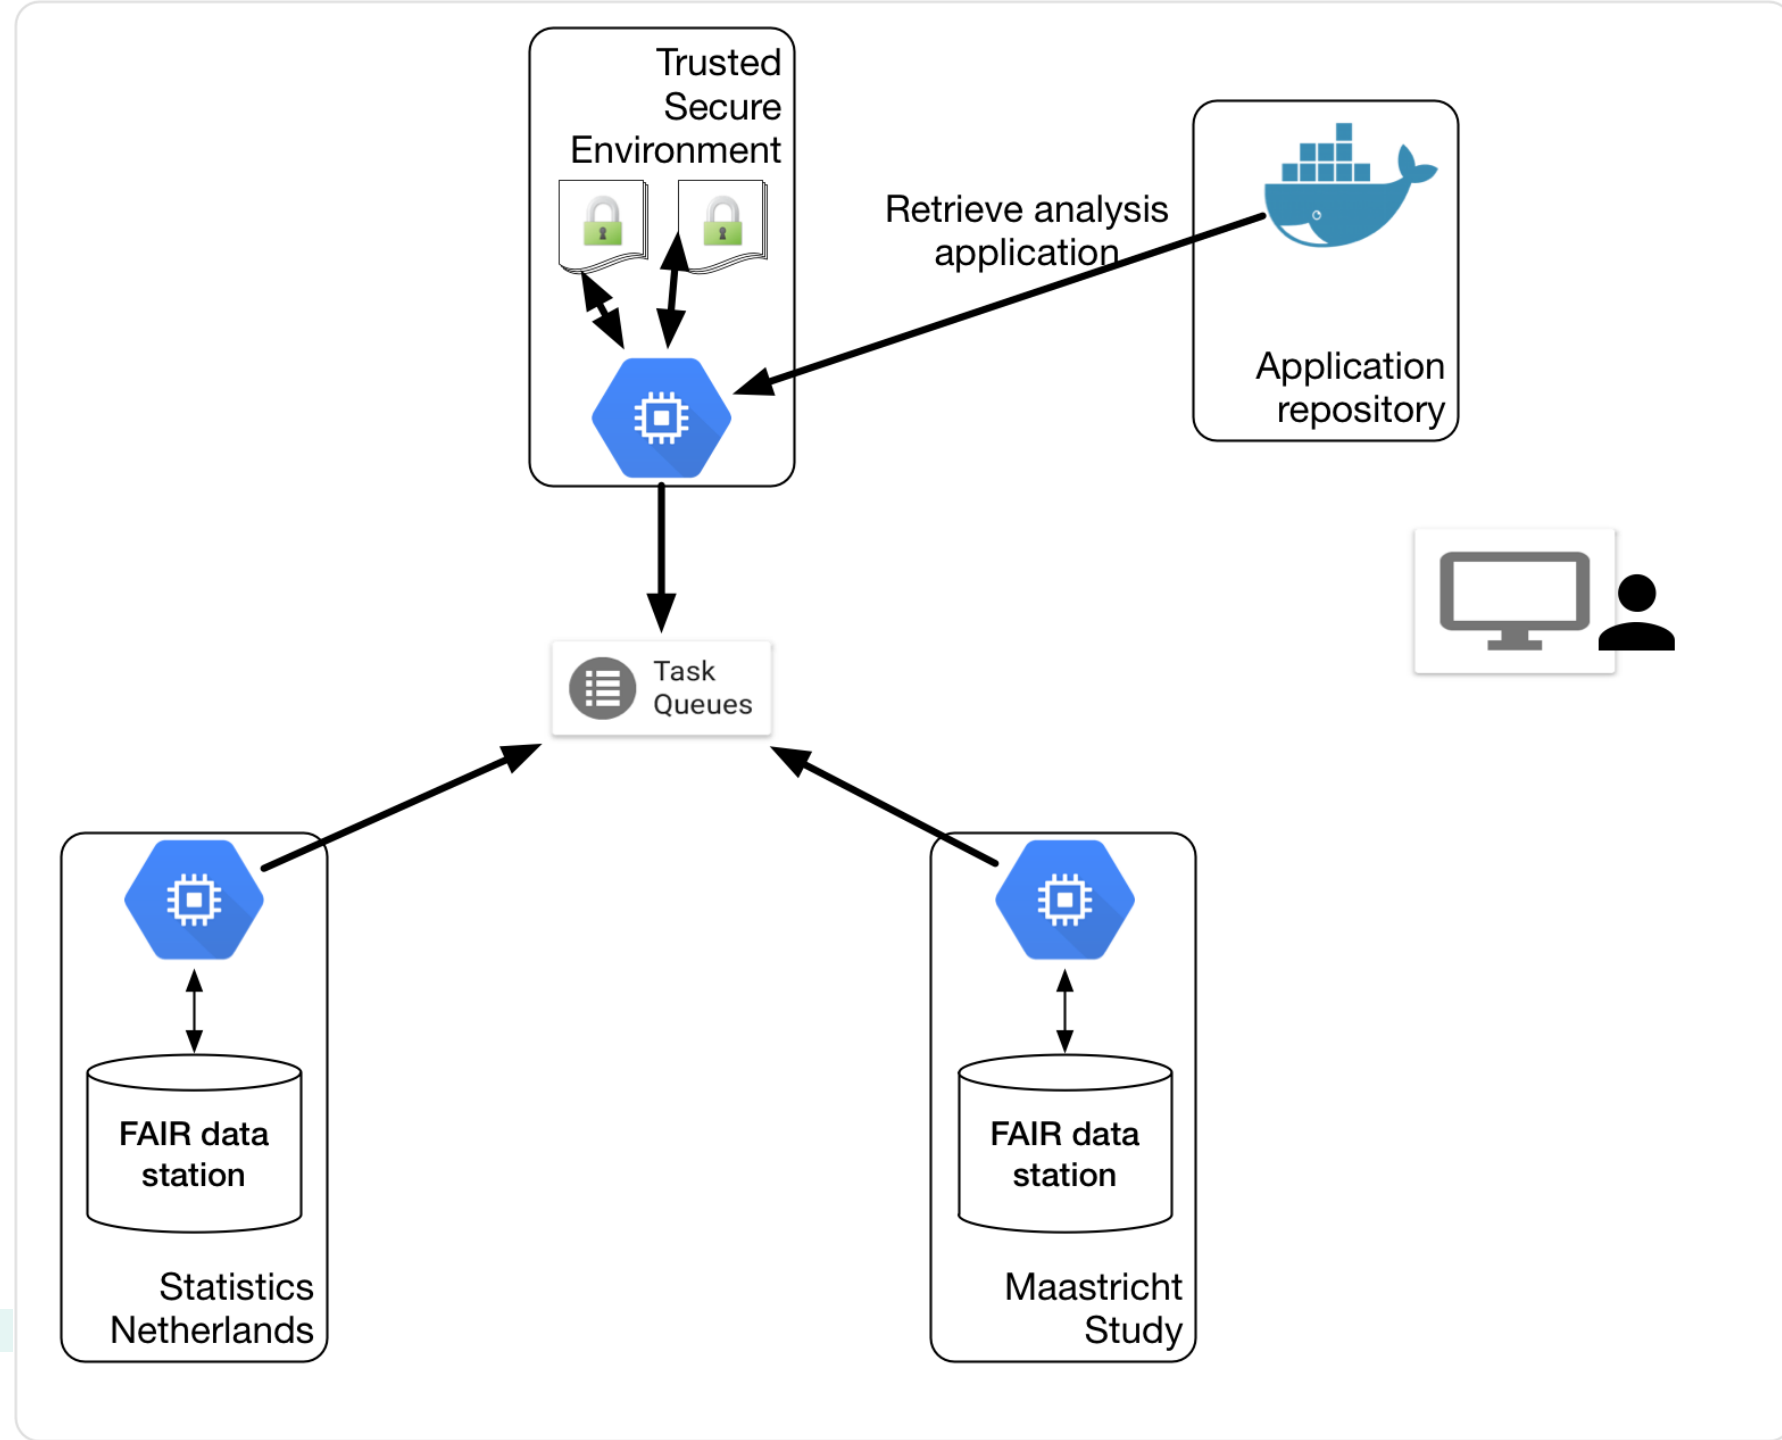 Trusted
Secure
Environment
Retrieve analysis
application
Application
repository
Task
Queues
FAIR data
station
Statistics
Netherlands
FAIR data
station
Maastricht
Study